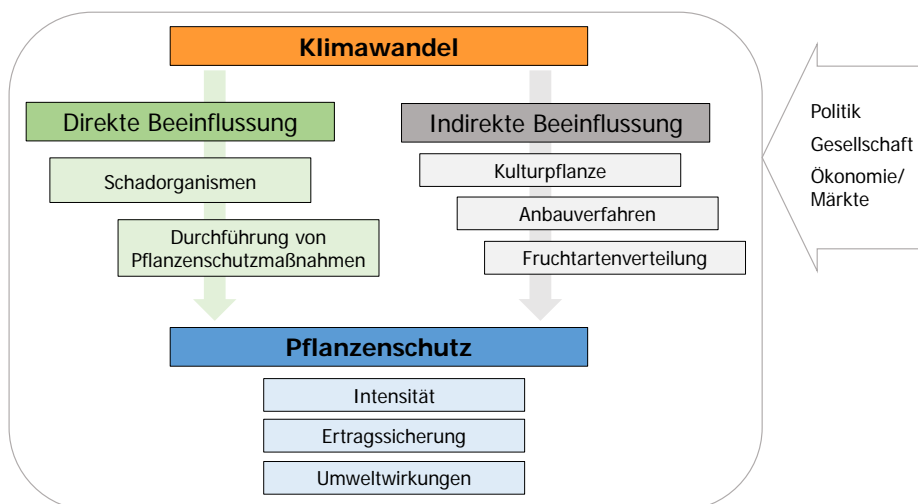 Klimawandel
Direkte Beeinflussung
Schadorganismen
Durchführung von
Pflanzenschutzmaßnahmen
Indirekte Beeinflussung
Kulturpflanze
Anbauverfahren
Fruchtartenverteilung
Pflanzenschutz
Intensität
Ertragssicherung
Umweltwirkungen
Politik
Gesellschaft
Ökonomie/
Märkte